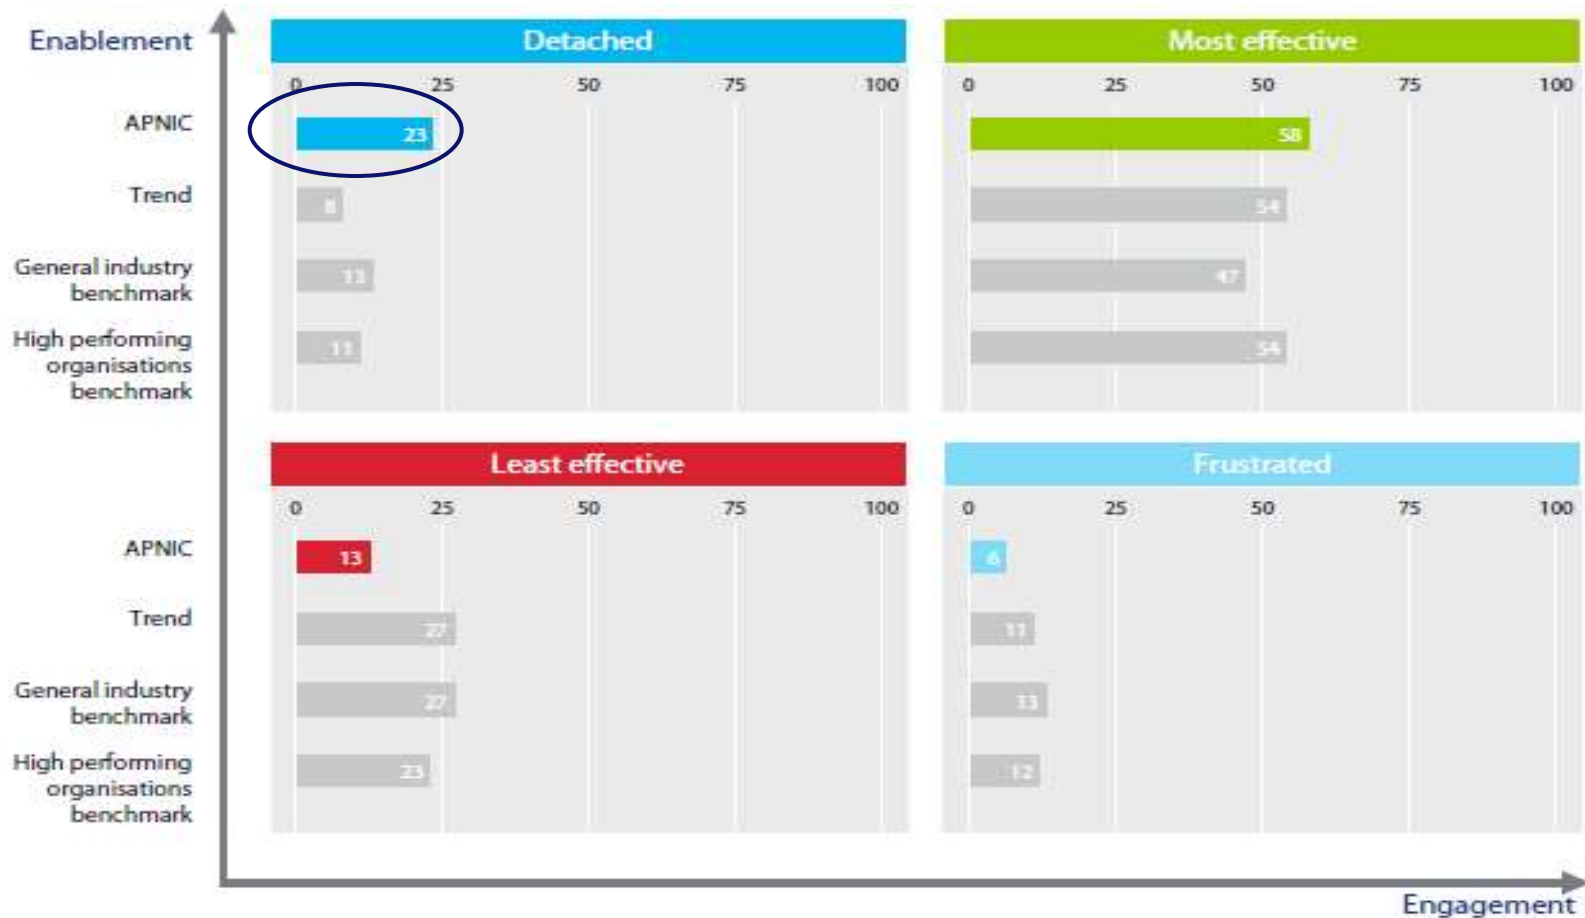 Enablement
Detached
Most effective
0 25 50 75 100
0 25 50 75 100
APNIC
23
58
Trend
8
54
General industry
benchmark
13
47
High performing
organisations
benchmark
11
54
Least effective
Frustrated
0 25 50 75 100
0 25 50 75 100
APNIC
13
6
Trend
27
11
General industry
benchmark
27
13
High performing
organisations
benchmark
23
12
Engagement